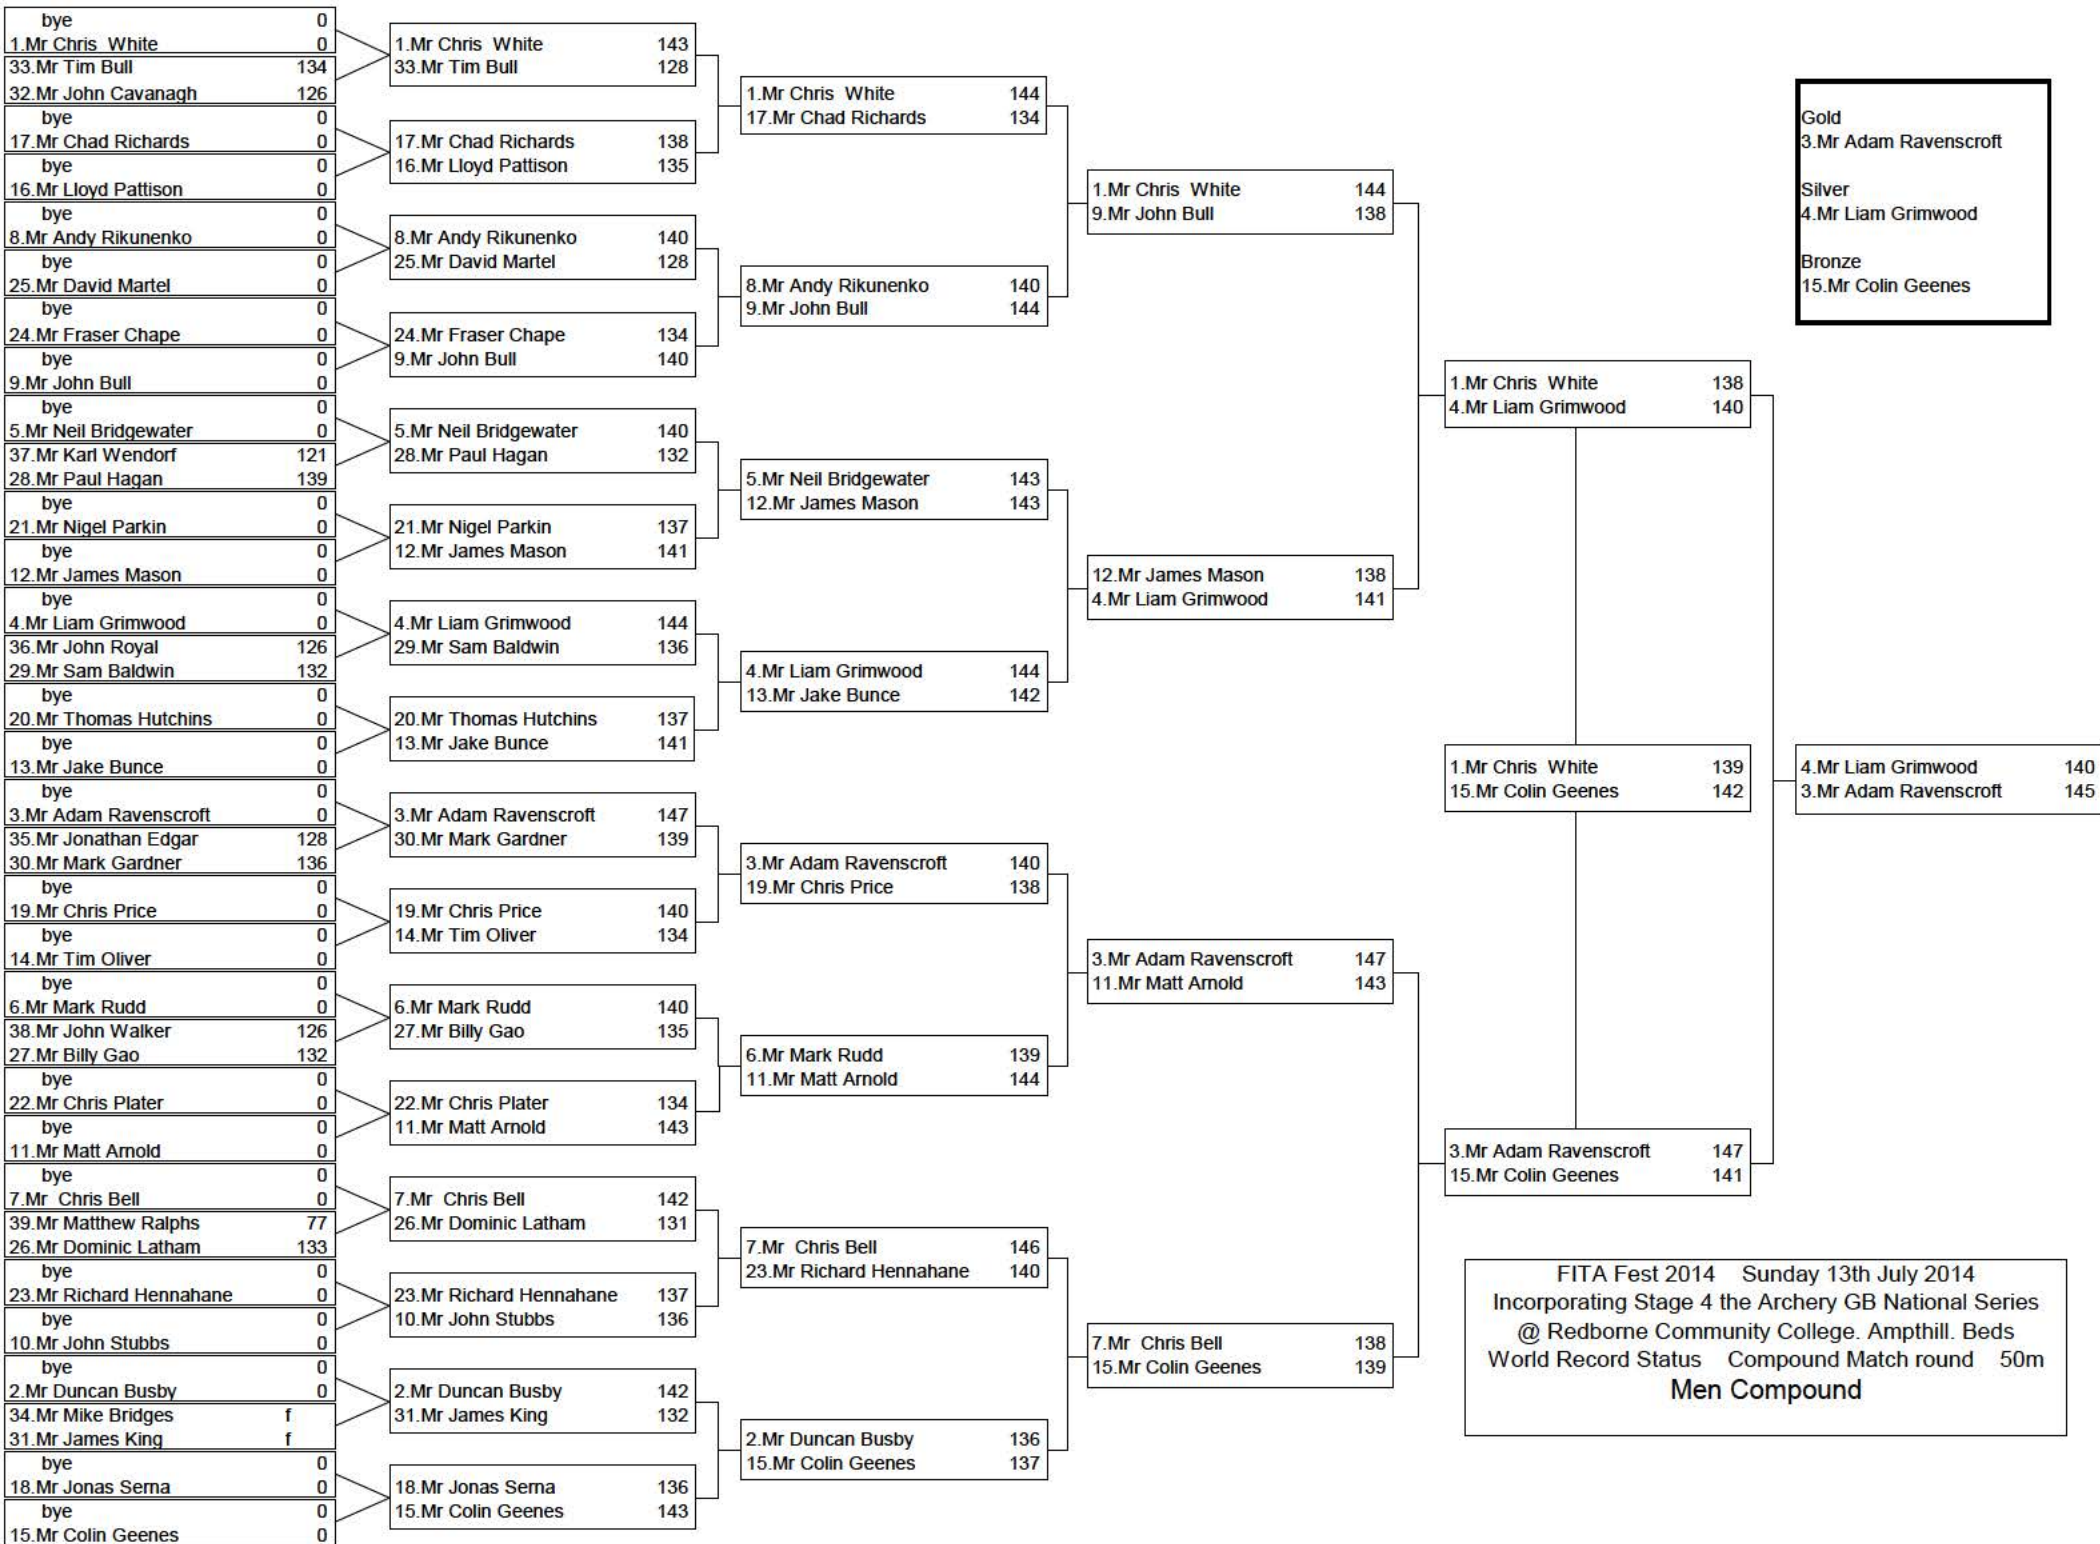 bye 0
1.Mr Chris White 0
33.Mr Tim Bull 134
32.Mr John Cavanagh 126
bye 0
17.Mr Chad Richards 0
bye 0
16.Mr Lloyd Pattison 0
bye 0
8.Mr Andy Rikunenko 0
bye 0
25.Mr David Martel 0
bye 0
24.Mr Fraser Chape 0
bye 0
9.Mr John Bull 0
bye 0
5.Mr Neil Bridgewater 0
37.Mr Karl Wendorf 121
28.Mr Paul Hagan 139
bye 0
21.Mr Nigel Parkin 0
bye 0
12.Mr James Mason 0
bye 0
4.Mr Liam Grimwood 0
36.Mr John Royal 126
29.Mr Sam Baldwin 132
bye 0
20.Mr Thomas Hutchins 0
bye 0
13.Mr Jake Bunce 0
bye 0
3.Mr Adam Ravenscroft 0
35.Mr Jonathan Edgar 128
30.Mr Mark Gardner 136
bye 0
19.Mr Chris Price 0
bye 0
14.Mr Tim Oliver 0
bye 0
6.Mr Mark Rudd 0
38.Mr John Walker 126
27.Mr Billy Gao 132
bye 0
22.Mr Chris Plater 0
bye 0
11.Mr Matt Arnold 0
bye 0
7.Mr Chris Bell 0
39.Mr Matthew Ralphs 77
26.Mr Dominic Latham 133
bye 0
23.Mr Richard Hennahane 0
bye 0
10.Mr John Stubbs 0
bye 0
2.Mr Duncan Busby 0
34.Mr Mike Bridges f
31.Mr James King f
bye 0
18.Mr Jonas Serna 0
bye 0
15.Mr Colin Geenes 0
1.Mr Chris White 143
33.Mr Tim Bull 128
17.Mr Chad Richards 138
16.Mr Lloyd Pattison 135
8.Mr Andy Rikunenko 140
25.Mr David Martel 128
24.Mr Fraser Chape 134
9.Mr John Bull 140
5.Mr Neil Bridgewater 140
28.Mr Paul Hagan 132
21.Mr Nigel Parkin 137
12.Mr James Mason 141
4.Mr Liam Grimwood 144
29.Mr Sam Baldwin 136
20.Mr Thomas Hutchins 137
13.Mr Jake Bunce 141
3.Mr Adam Ravenscroft 147
30.Mr Mark Gardner 139
19.Mr Chris Price 140
14.Mr Tim Oliver 134
6.Mr Mark Rudd 140
27.Mr Billy Gao 135
22.Mr Chris Plater 134
11.Mr Matt Arnold 143
7.Mr Chris Bell 142
26.Mr Dominic Latham 131
23.Mr Richard Hennahane 137
10.Mr John Stubbs 136
2.Mr Duncan Busby 142
31.Mr James King 132
18.Mr Jonas Serna 136
15.Mr Colin Geenes 143
1.Mr Chris White 144
17.Mr Chad Richards 134
8.Mr Andy Rikunenko 140
9.Mr John Bull 144
5.Mr Neil Bridgewater 143
12.Mr James Mason 143
4.Mr Liam Grimwood 144
13.Mr Jake Bunce 142
3.Mr Adam Ravenscroft 140
19.Mr Chris Price 138
6.Mr Mark Rudd 139
11.Mr Matt Arnold 144
7.Mr Chris Bell 146
23.Mr Richard Hennahane 140
2.Mr Duncan Busby 136
15.Mr Colin Geenes 137
1.Mr Chris White 144
9.Mr John Bull 138
12.Mr James Mason 138
4.Mr Liam Grimwood 141
3.Mr Adam Ravenscroft 147
11.Mr Matt Arnold 143
7.Mr Chris Bell 138
15.Mr Colin Geenes 139
1.Mr Chris White 138
4.Mr Liam Grimwood 140
1.Mr Chris White 139
15.Mr Colin Geenes 142
3.Mr Adam Ravenscroft 147
15.Mr Colin Geenes 141
4.Mr Liam Grimwood 140
3.Mr Adam Ravenscroft 145
Gold
3.Mr Adam Ravenscroft
Silver
4.Mr Liam Grimwood
Bronze
15.Mr Colin Geenes
FITA Fest 2014 Sunday 13th July 2014
Incorporating Stage 4 the Archery GB National Series
@ Redborne Community College. Ampthill. Beds
World Record Status Compound Match round 50m
Men Compound